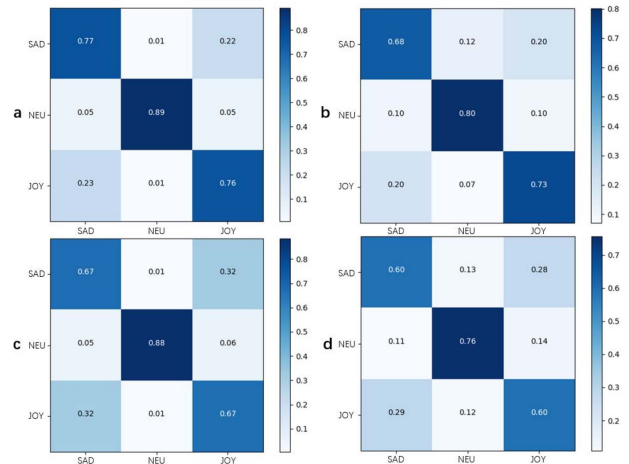 a
SAD 0.77 0.01 0.22
NEU 0.05 0.89 0.05
JOY 0.23 0.01 0.76
SAD NEU JOY
0.8
0.7
0.6
0.5
0.4
0.3
0.2
0.1
b
SAD 0.68 0.12 0.20
NEU 0.10 0.80 0.10
JOY 0.20 0.07 0.73
SAD NEU JOY
0.8
0.7
0.6
0.5
0.4
0.3
0.2
0.1
c
SAD 0.67 0.01 0.32
NEU 0.05 0.88 0.06
JOY 0.32 0.01 0.67
SAD NEU JOY
0.8
0.7
0.6
0.5
0.4
0.3
0.2
0.1
d
SAD 0.60 0.13 0.28
NEU 0.11 0.76 0.14
JOY 0.29 0.12 0.60
SAD NEU JOY
0.7
0.6
0.5
0.4
0.3
0.2